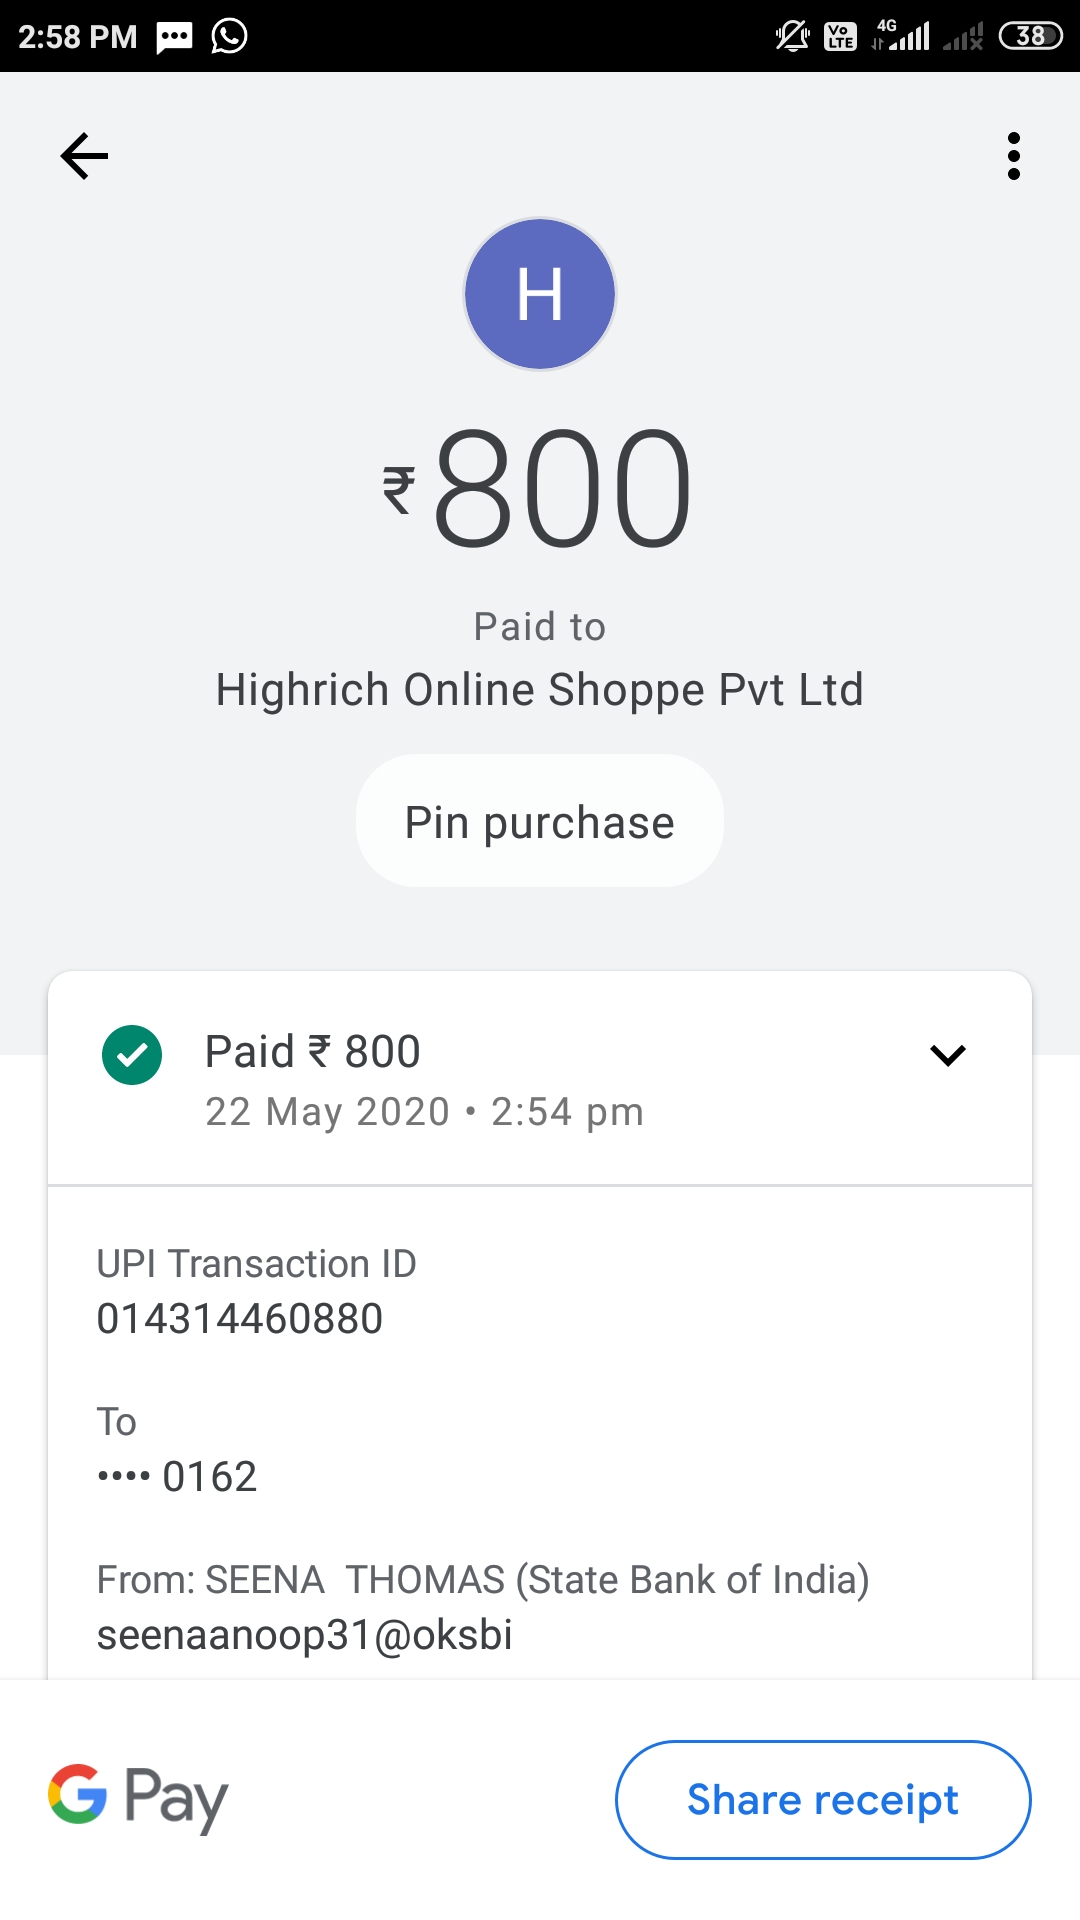 2:58 PM
Vo LTE 4G 38
H
₹800
Paid to
Highrich Online Shoppe Pvt Ltd
Pin purchase
Paid ₹ 800
22 May 2020 • 2:54 pm
UPI Transaction ID
014314460880
To
•••• 0162
From: SEENA  THOMAS (State Bank of India)
seenaanoop31@oksbi
G Pay
Share receipt